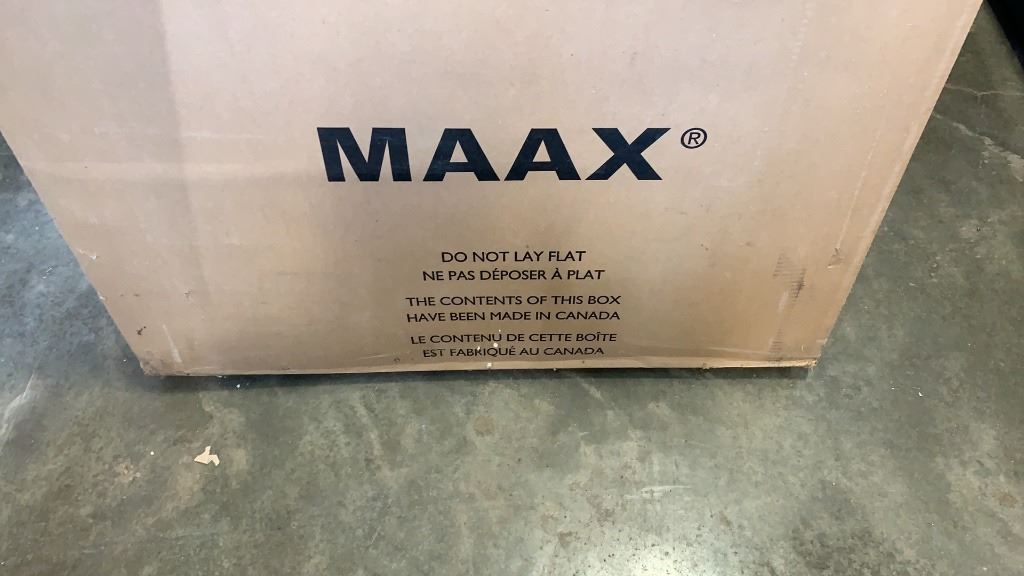 MAAX®
DO NOT LAY FLAT
NE PAS DÉPOSER À PLAT
THE CONTENTS OF THIS BOX
HAVE BEEN MADE IN CANADA
LE CONTENU DE CETTE BOÎTE
EST FABRIQUÉ AU CANADA